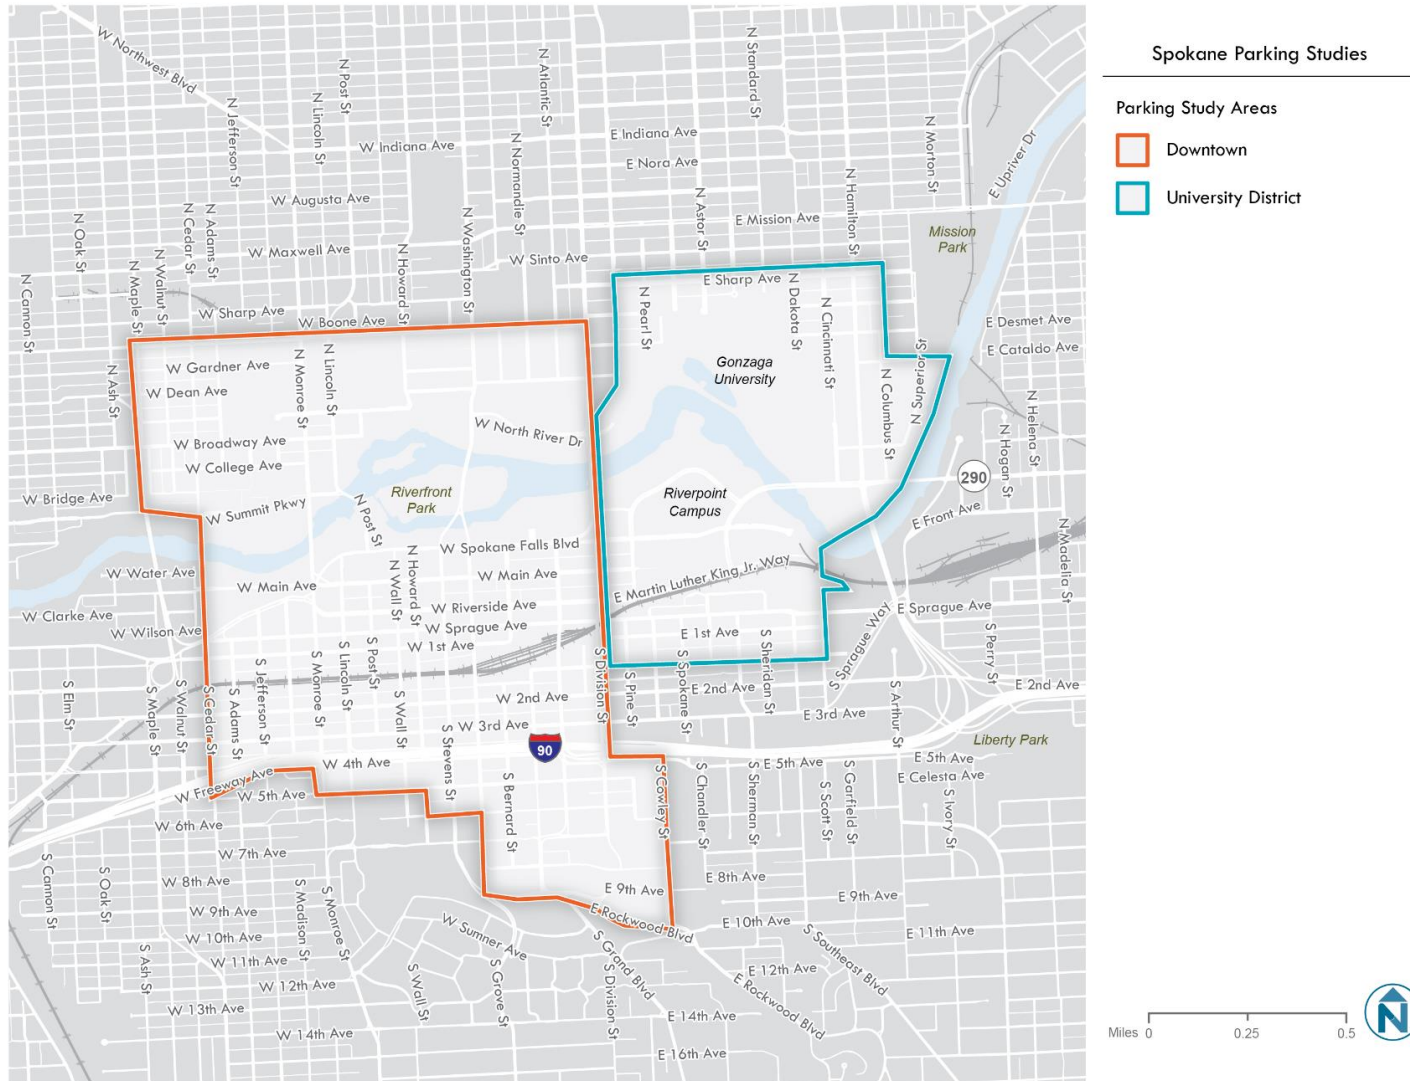 Spokane Parking Studies
Parking Study Areas
Downtown
University District
W Northwest Blvd
N Post St
N Lincoln St
N Jefferson St
N Atlantic St
N Standard St
E Indiana Ave
W Indiana Ave
E Nora Ave
N Morton St
E Upriver Dr
N Normandie St
N Hamilton St
N Astor St
W Augusta Ave
N Oak St
N Cedar St
N Adams St
N Washington St
E Mission Ave
Mission
Park
W Maxwell Ave
N Howard St
W Sinto Ave
N Cannon St
N Maple St
N Walnut St
E Sharp Ave
N Pearl St
N Dakota St
N Cincinnati St
W Sharp Ave
W Boone Ave
E Desmet Ave
E Cataldo Ave
N Superior St
N Ash St
W Gardner Ave
N Monroe St
N Lincoln St
W Dean Ave
Gonzaga
University
N Columbus St
N Helena St
N Hogan St
W North River Dr
W Broadway Ave
W College Ave
290
W Bridge Ave
W Summit Pkwy
Riverfront
Park
N Post St
Riverpoint
Campus
E Front Ave
N Madelia St
W Spokane Falls Blvd
N Howard St
N Wall St
W Water Ave
W Main Ave
W Main Ave
E Martin Luther King Jr. Way
W Clarke Ave
W Riverside Ave
E Sprague Ave
W Wilson Ave
W Sprague Ave
W 1st Ave
E 1st Ave
S Sheridan St
S Sprague Way
S Perry St
S Elm St
S Maple St
S Walnut St
S Cedar St
S Adams St
S Jefferson St
S Monroe St
S Lincoln St
S Post St
S Wall St
S Division St
S Pine St
S Spokane St
W 2nd Ave
E 2nd Ave
E 2nd Ave
W 3rd Ave
E 3rd Ave
S Arthur St
Liberty Park
90
S Stevens St
W 4th Ave
E 5th Ave
E 5th Ave
W Freeway Ave
W 5th Ave
S Bernard St
S Cowley St
S Chandler St
S Sherman St
S Scott St
S Garfield St
E Celesta Ave
S Ivory St
W 6th Ave
W 7th Ave
S Cannon St
S Oak St
W 8th Ave
S Madison St
S Monroe St
E 8th Ave
E 9th Ave
E 9th Ave
W 9th Ave
E Rockwood Blvd
E 10th Ave
E 11th Ave
W 10th Ave
W Sumner Ave
S Grand Blvd
S Southeast Blvd
S Ash St
W 11th Ave
S Wall St
S Grove St
S Division St
E 12th Ave
W 12th Ave
E Rockwood Blvd
W 13th Ave
E 14th Ave
W 14th Ave
E 16th Ave
N
Miles 0 0.25 0.5